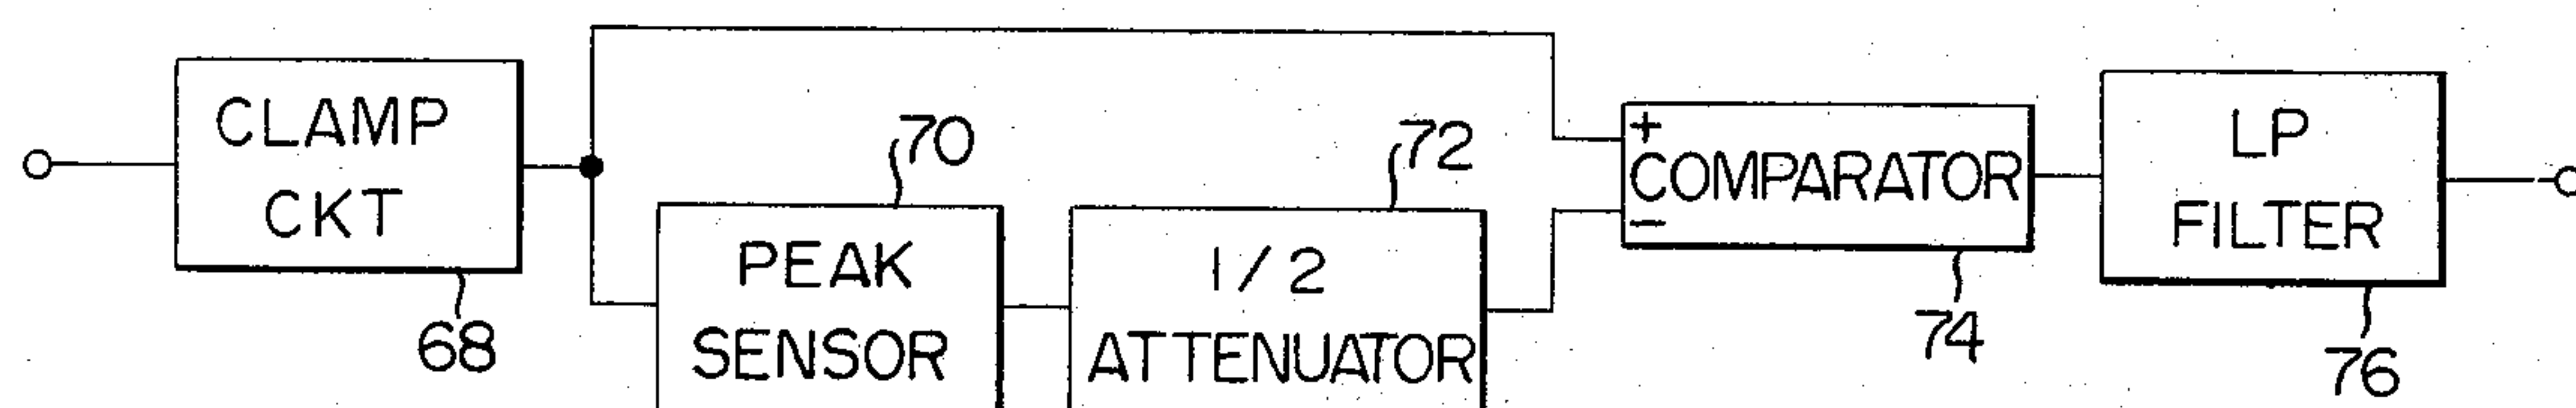 CLAMP
CKT
68
70
PEAK
SENSOR
72
1/2
ATTENUATOR
+
COMPARATOR
−
74
LP
FILTER
76